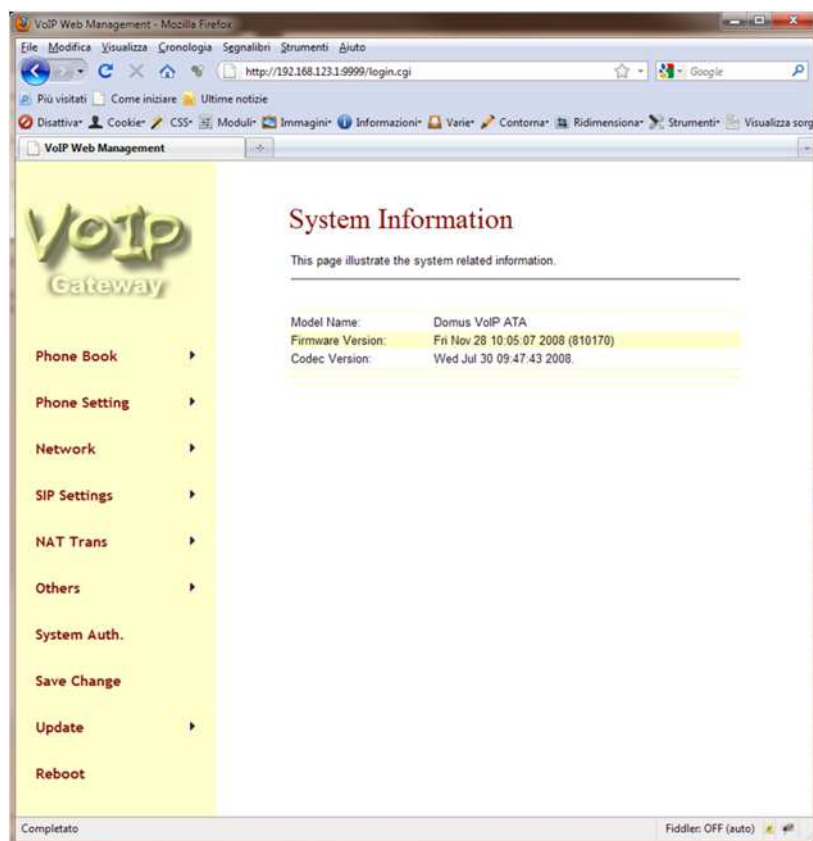 VoIP Web Management - Mozilla Firefox
File Modifica Visualizza Cronologia Segnalibri Strumenti Aiuto
http://192.168.123.1:9999/login.cgi
Google
Più visitati Come iniziare Ultime notizie
Disattiva Cookie CSS Moduli Immagini Informazioni Varie Contorna Ridimensiona Strumenti Visualizza sorg
VoIP Web Management
VoIP
Gateway
System Information
This page illustrate the system related information.
Model Name: Domus VoIP ATA
Firmware Version: Fri Nov 28 10:05:07 2008 (810170)
Codec Version: Wed Jul 30 09:47:43 2008.
Phone Book
Phone Setting
Network
SIP Settings
NAT Trans
Others
System Auth.
Save Change
Update
Reboot
Completato
Fiddler: OFF (auto)